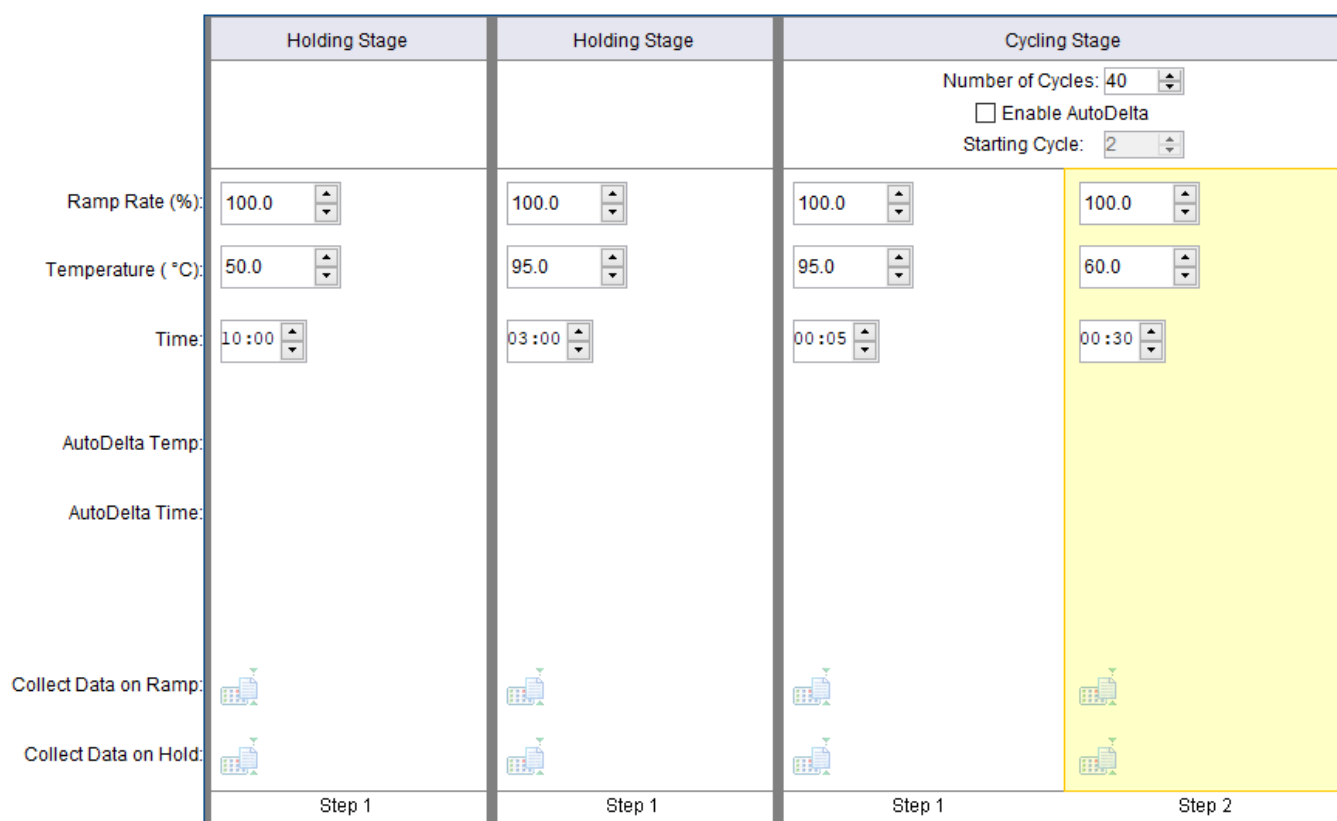 Holding Stage Holding Stage Cycling Stage
Number of Cycles: 40
Enable AutoDelta
Starting Cycle: 2
Ramp Rate (%): 100.0 100.0 100.0 100.0
Temperature ( °C): 50.0 95.0 95.0 60.0
Time: 10:00 03:00 00:05 00:30
AutoDelta Temp:
AutoDelta Time:
Collect Data on Ramp:
Collect Data on Hold:
Step 1 Step 1 Step 1 Step 2